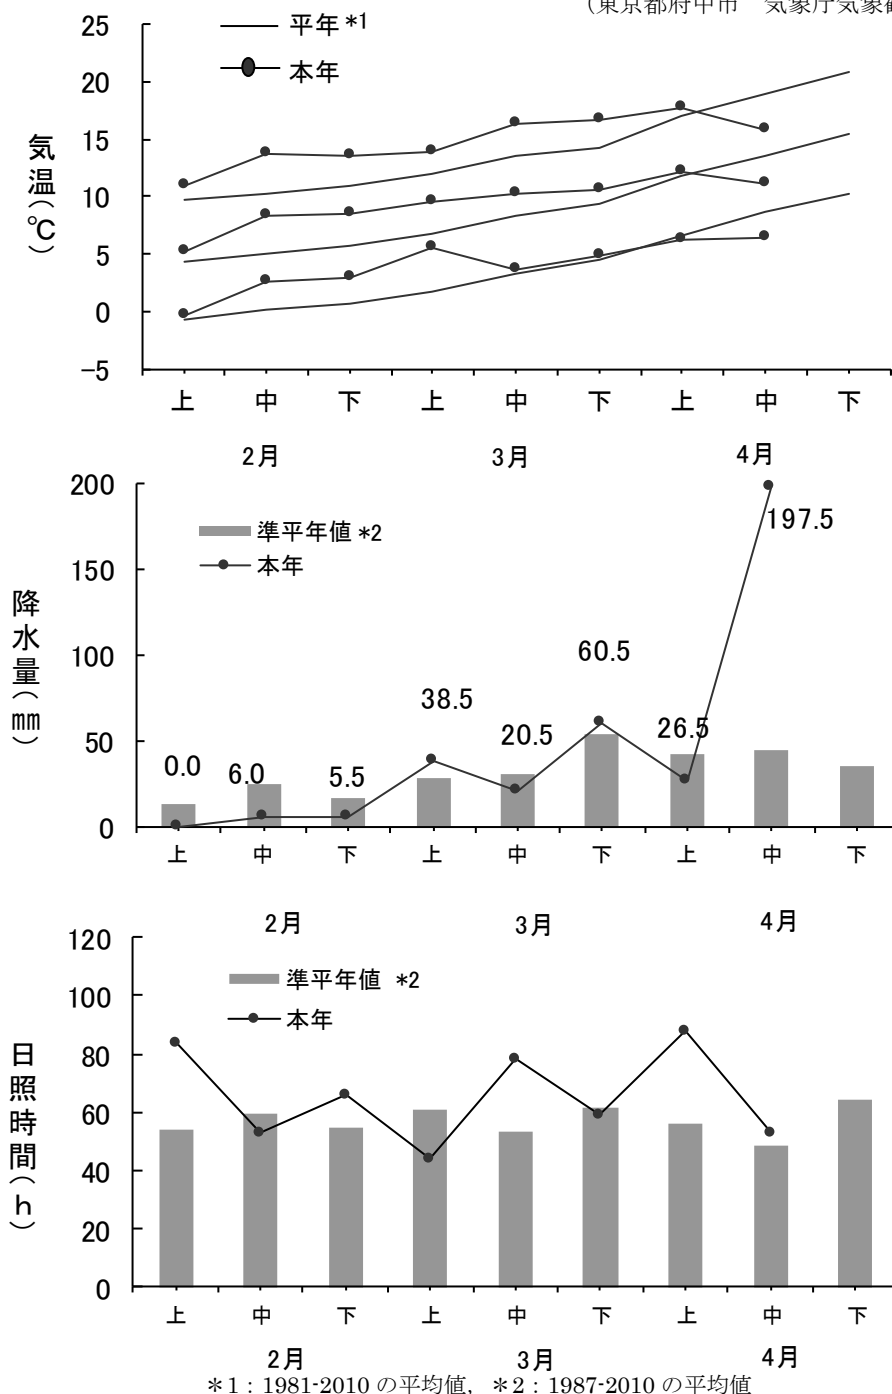 (東京都府中市 気象庁気象
平年 *1
本年
気温(℃)
25
20
15
10
5
0
−5
上 中 下 上 中 下 上 中 下
2月 3月 4月
準平年値 *2
本年
降水量(㎜)
200
150
100
50
0
0.0 6.0 5.5 38.5 20.5 60.5 26.5 197.5
上 中 下 上 中 下 上 中 下
2月 3月 4月
準平年値 *2
本年
日照時間(h)
120
100
80
60
40
20
0
上 中 下 上 中 下 上 中 下
2月 3月 4月
*1:1981-2010 の平均値, *2:1987-2010 の平均値